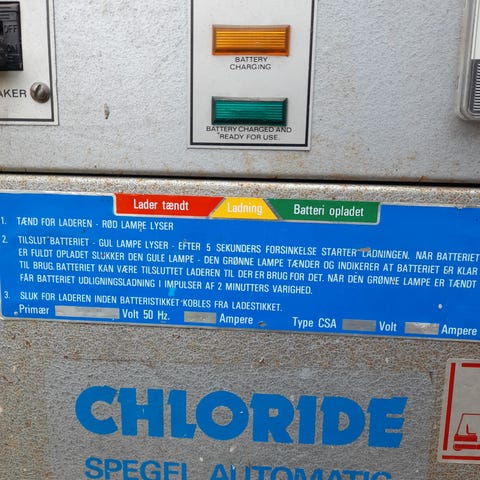 OFF
AKER
BATTERY
CHARGING
BATTERY CHARGED AND
READY FOR USE
Lader tændt Ladning Batteri opladet
1. TÆND FOR LADEREN - RØD LAMPE LYSER
2. TILSLUT BATTERIET - GUL LAMPE LYSER - EFTER 5 SEKUNDERS FORSINKELSE STARTER LADNINGEN. NÅR BATTERIET
ER FULDT OPLADET SLUKKER DEN GULE LAMPE - DEN GRØNNE LAMPE TÆNDER OG INDIKERER AT BATTERIET ER KLAR
TIL BRUG. BATTERIET KAN VÆRE TILSLUTTET LADEREN TIL DER ER BRUG FOR DET. NÅR DEN GRØNNE LAMPE ER TÆNDT
FÅR BATTERIET UDLIGNINGSLADNING I IMPULSER AF 2 MINUTTERS VARIGHED.
3. SLUK FOR LADEREN INDEN BATTERISTIKKET KOBLES FRA LADESTIKKET.
Primær Volt 50 Hz. Ampere Type CSA Volt Ampere
CHLORIDE
SPEGEL AUTOMATIC